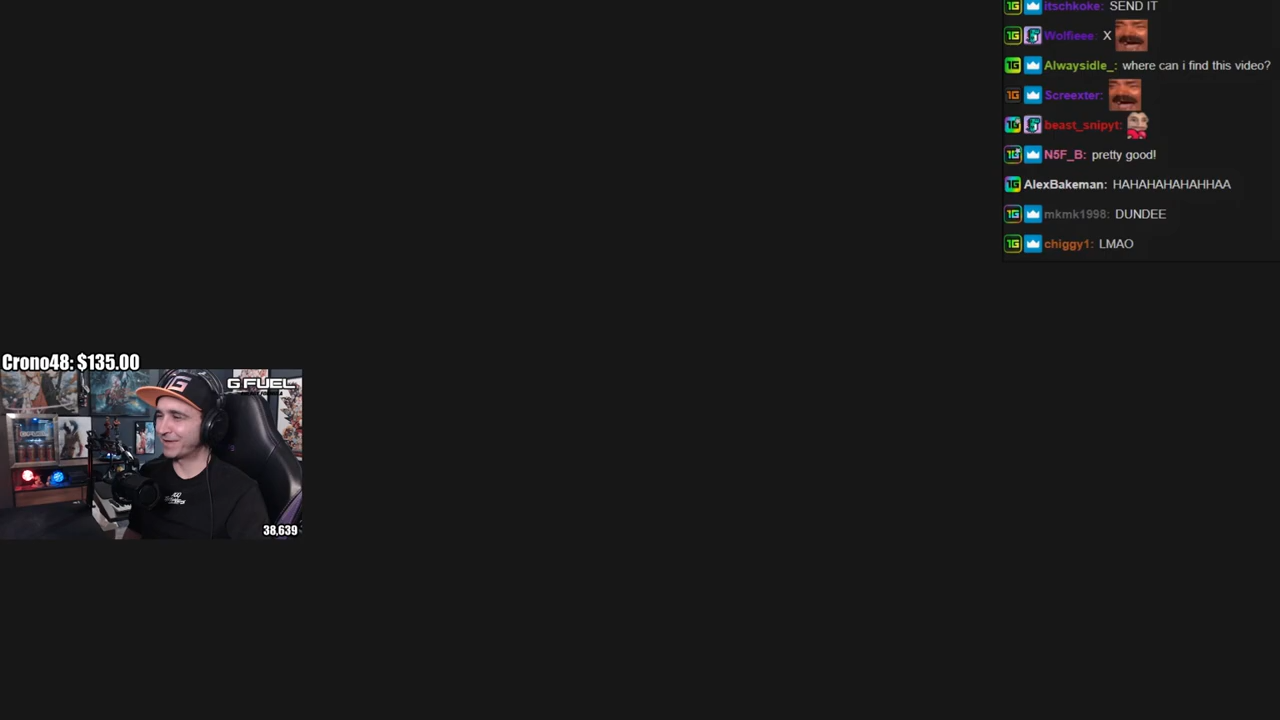 itschkoke: SEND IT
Wolfieee: X
Alwaysidle_: where can i find this video?
Screexter:
beast_snipyt:
N5F_B: pretty good!
AlexBakeman: HAHAHAHAHAHHAA
mkmk1998: DUNDEE
chiggy1: LMAO
Crono48: $135.00
G FUEL
38,639